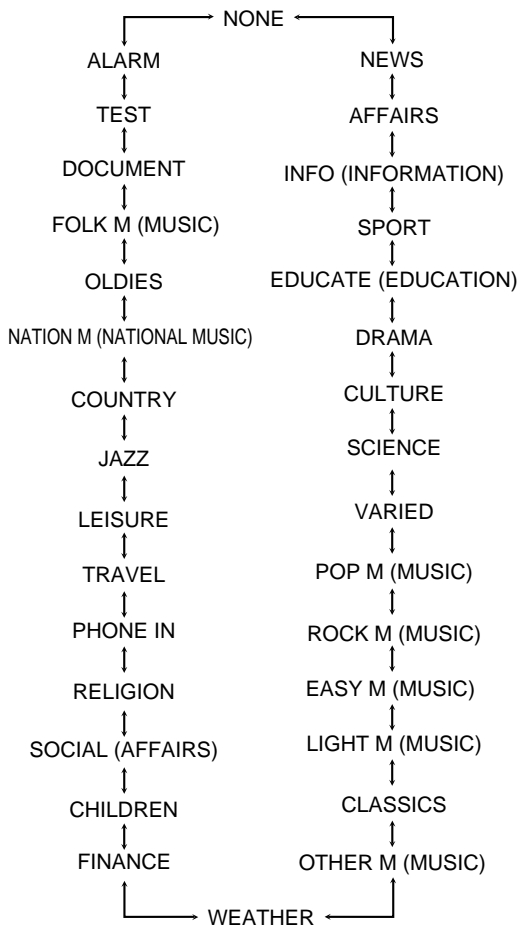 NONE
ALARM
TEST
DOCUMENT
FOLK M (MUSIC)
OLDIES
NATION M (NATIONAL MUSIC)
COUNTRY
JAZZ
LEISURE
TRAVEL
PHONE IN
RELIGION
SOCIAL (AFFAIRS)
CHILDREN
FINANCE
NEWS
AFFAIRS
INFO (INFORMATION)
SPORT
EDUCATE (EDUCATION)
DRAMA
CULTURE
SCIENCE
VARIED
POP M (MUSIC)
ROCK M (MUSIC)
EASY M (MUSIC)
LIGHT M (MUSIC)
CLASSICS
OTHER M (MUSIC)
WEATHER